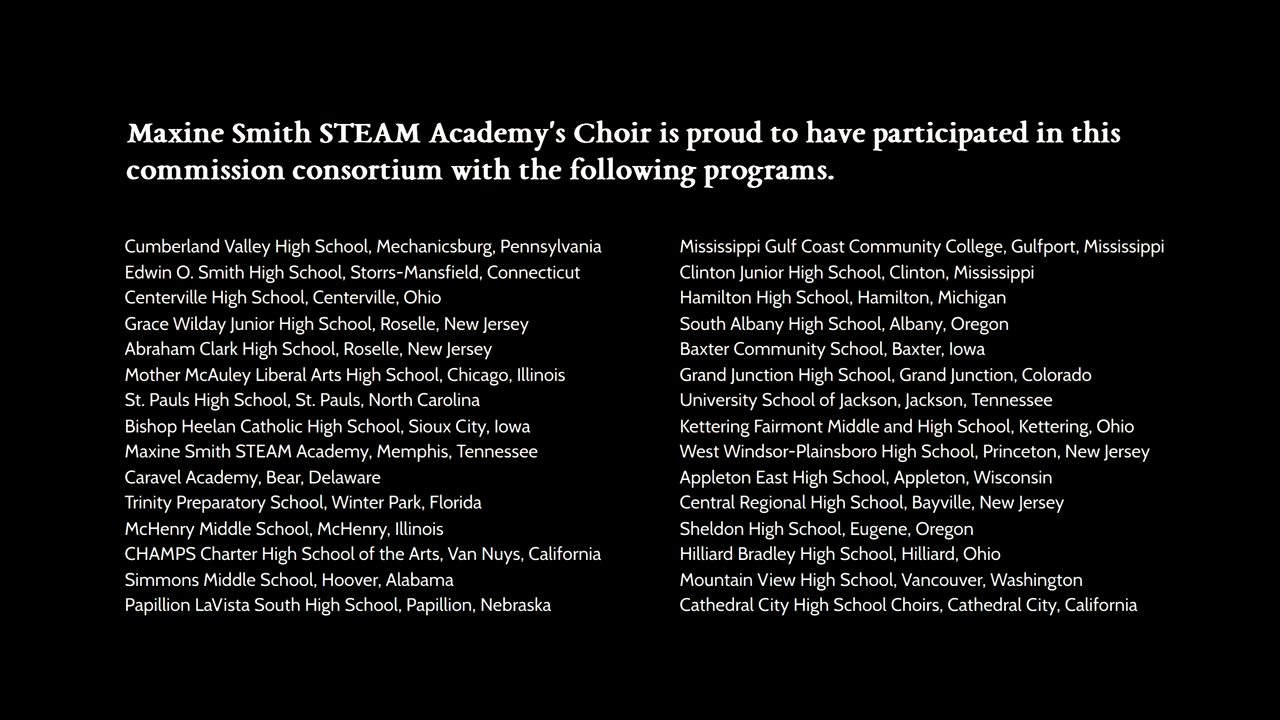 Maxine Smith STEAM Academy's Choir is proud to have participated in this
commission consortium with the following programs.
Cumberland Valley High School, Mechanicsburg, Pennsylvania
Edwin O. Smith High School, Storrs-Mansfield, Connecticut
Centerville High School, Centerville, Ohio
Grace Wilday Junior High School, Roselle, New Jersey
Abraham Clark High School, Roselle, New Jersey
Mother McAuley Liberal Arts High School, Chicago, Illinois
St. Pauls High School, St. Pauls, North Carolina
Bishop Heelan Catholic High School, Sioux City, Iowa
Maxine Smith STEAM Academy, Memphis, Tennessee
Caravel Academy, Bear, Delaware
Trinity Preparatory School, Winter Park, Florida
McHenry Middle School, McHenry, Illinois
CHAMPS Charter High School of the Arts, Van Nuys, California
Simmons Middle School, Hoover, Alabama
Papillion LaVista South High School, Papillion, Nebraska
Mississippi Gulf Coast Community College, Gulfport, Mississippi
Clinton Junior High School, Clinton, Mississippi
Hamilton High School, Hamilton, Michigan
South Albany High School, Albany, Oregon
Baxter Community School, Baxter, Iowa
Grand Junction High School, Grand Junction, Colorado
University School of Jackson, Jackson, Tennessee
Kettering Fairmont Middle and High School, Kettering, Ohio
West Windsor-Plainsboro High School, Princeton, New Jersey
Appleton East High School, Appleton, Wisconsin
Central Regional High School, Bayville, New Jersey
Sheldon High School, Eugene, Oregon
Hilliard Bradley High School, Hilliard, Ohio
Mountain View High School, Vancouver, Washington
Cathedral City High School Choirs, Cathedral City, California